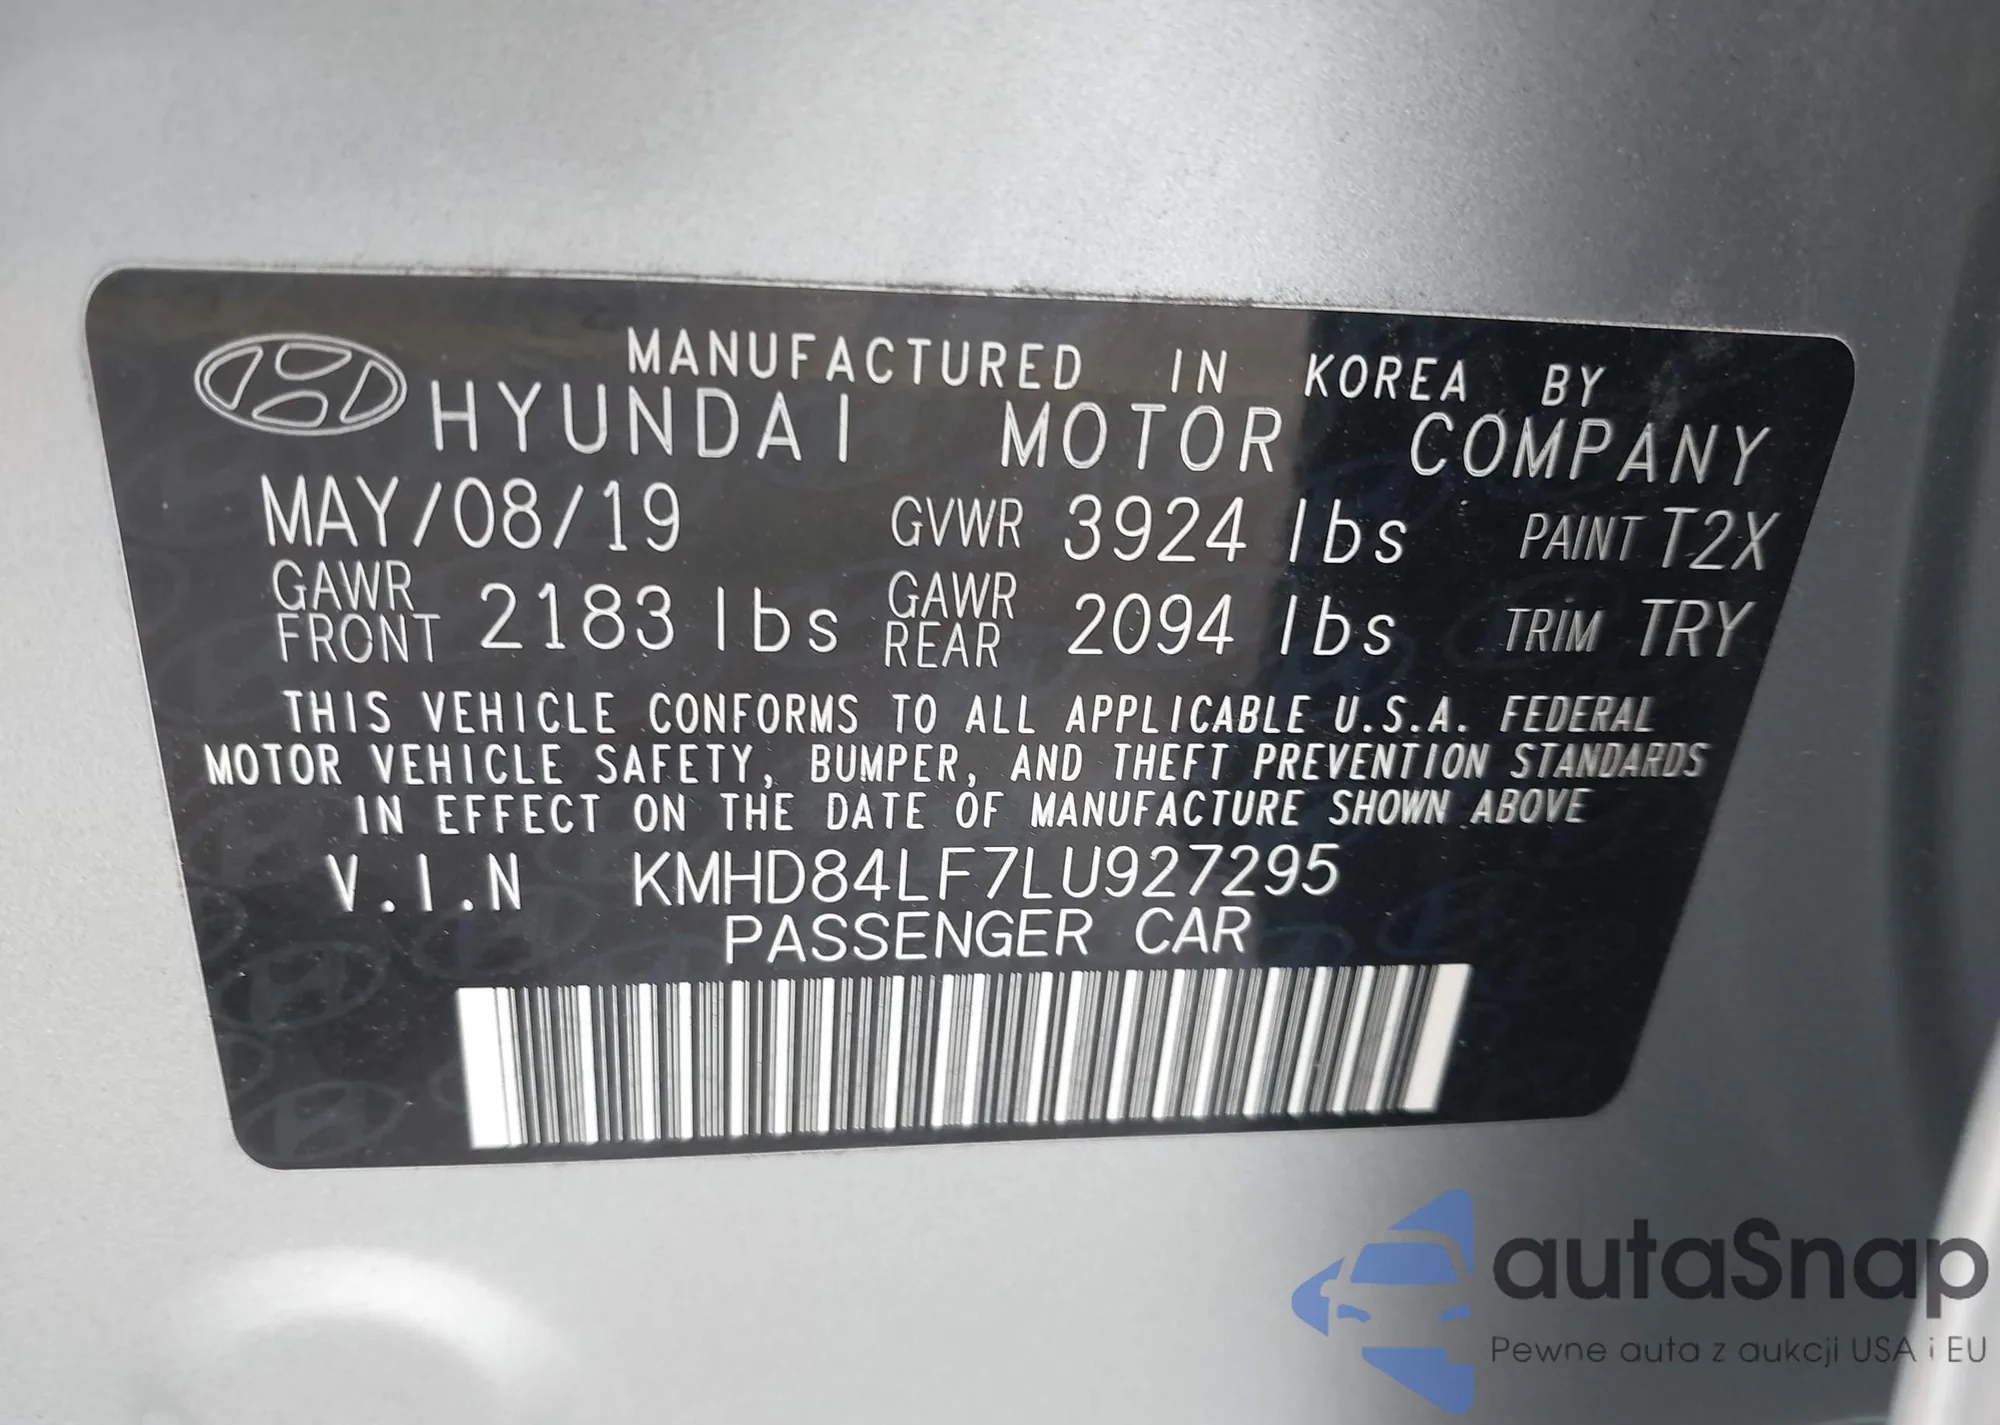 MANUFACTURED IN KOREA BY
HYUNDAI MOTOR COMPANY
MAY/08/19 GVWR 3924 lbs PAINT T2X
GAWR FRONT 2183 lbs GAWR REAR 2094 lbs TRIM TRY
THIS VEHICLE CONFORMS TO ALL APPLICABLE U.S.A. FEDERAL
MOTOR VEHICLE SAFETY, BUMPER, AND THEFT PREVENTION STANDARDS
IN EFFECT ON THE DATE OF MANUFACTURE SHOWN ABOVE
V.I.N KMHD84LF7LU927295
PASSENGER CAR
autaSnap
Pewne auta z aukcji USA i EU